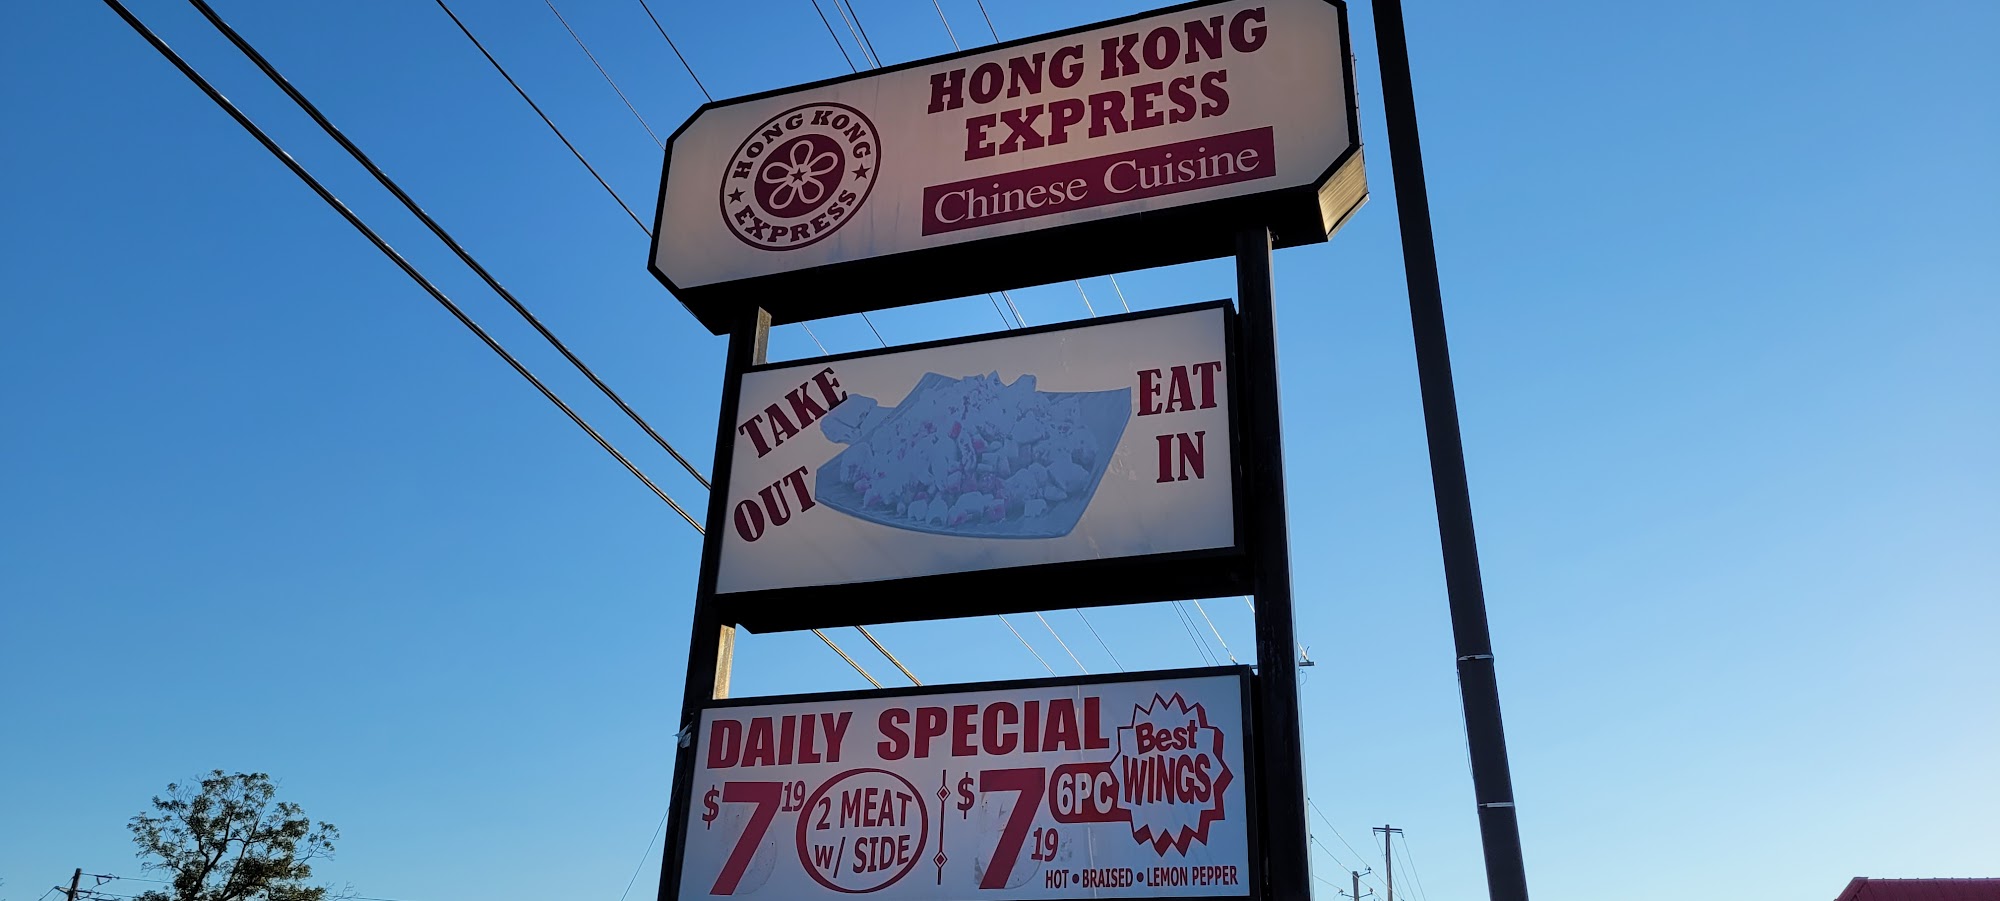 HONG KONG
EXPRESS
HONG KONG
EXPRESS
Chinese Cuisine
TAKE
OUT
EAT
IN
DAILY SPECIAL
$7 19
2 MEAT
W/ SIDE
$7 19
6PC
Best
WINGS
HOT • BRAISED • LEMON PEPPER